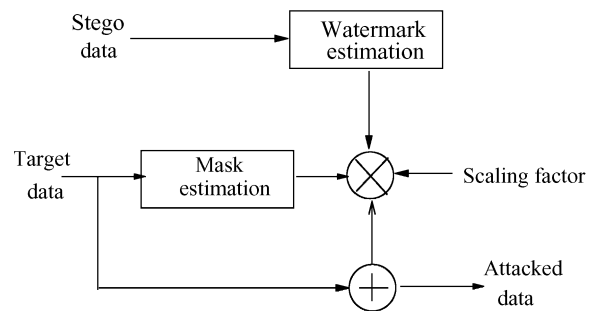 Stego
data
Watermark
estimation
Target
data
Mask
estimation
Scaling factor
Attacked
data